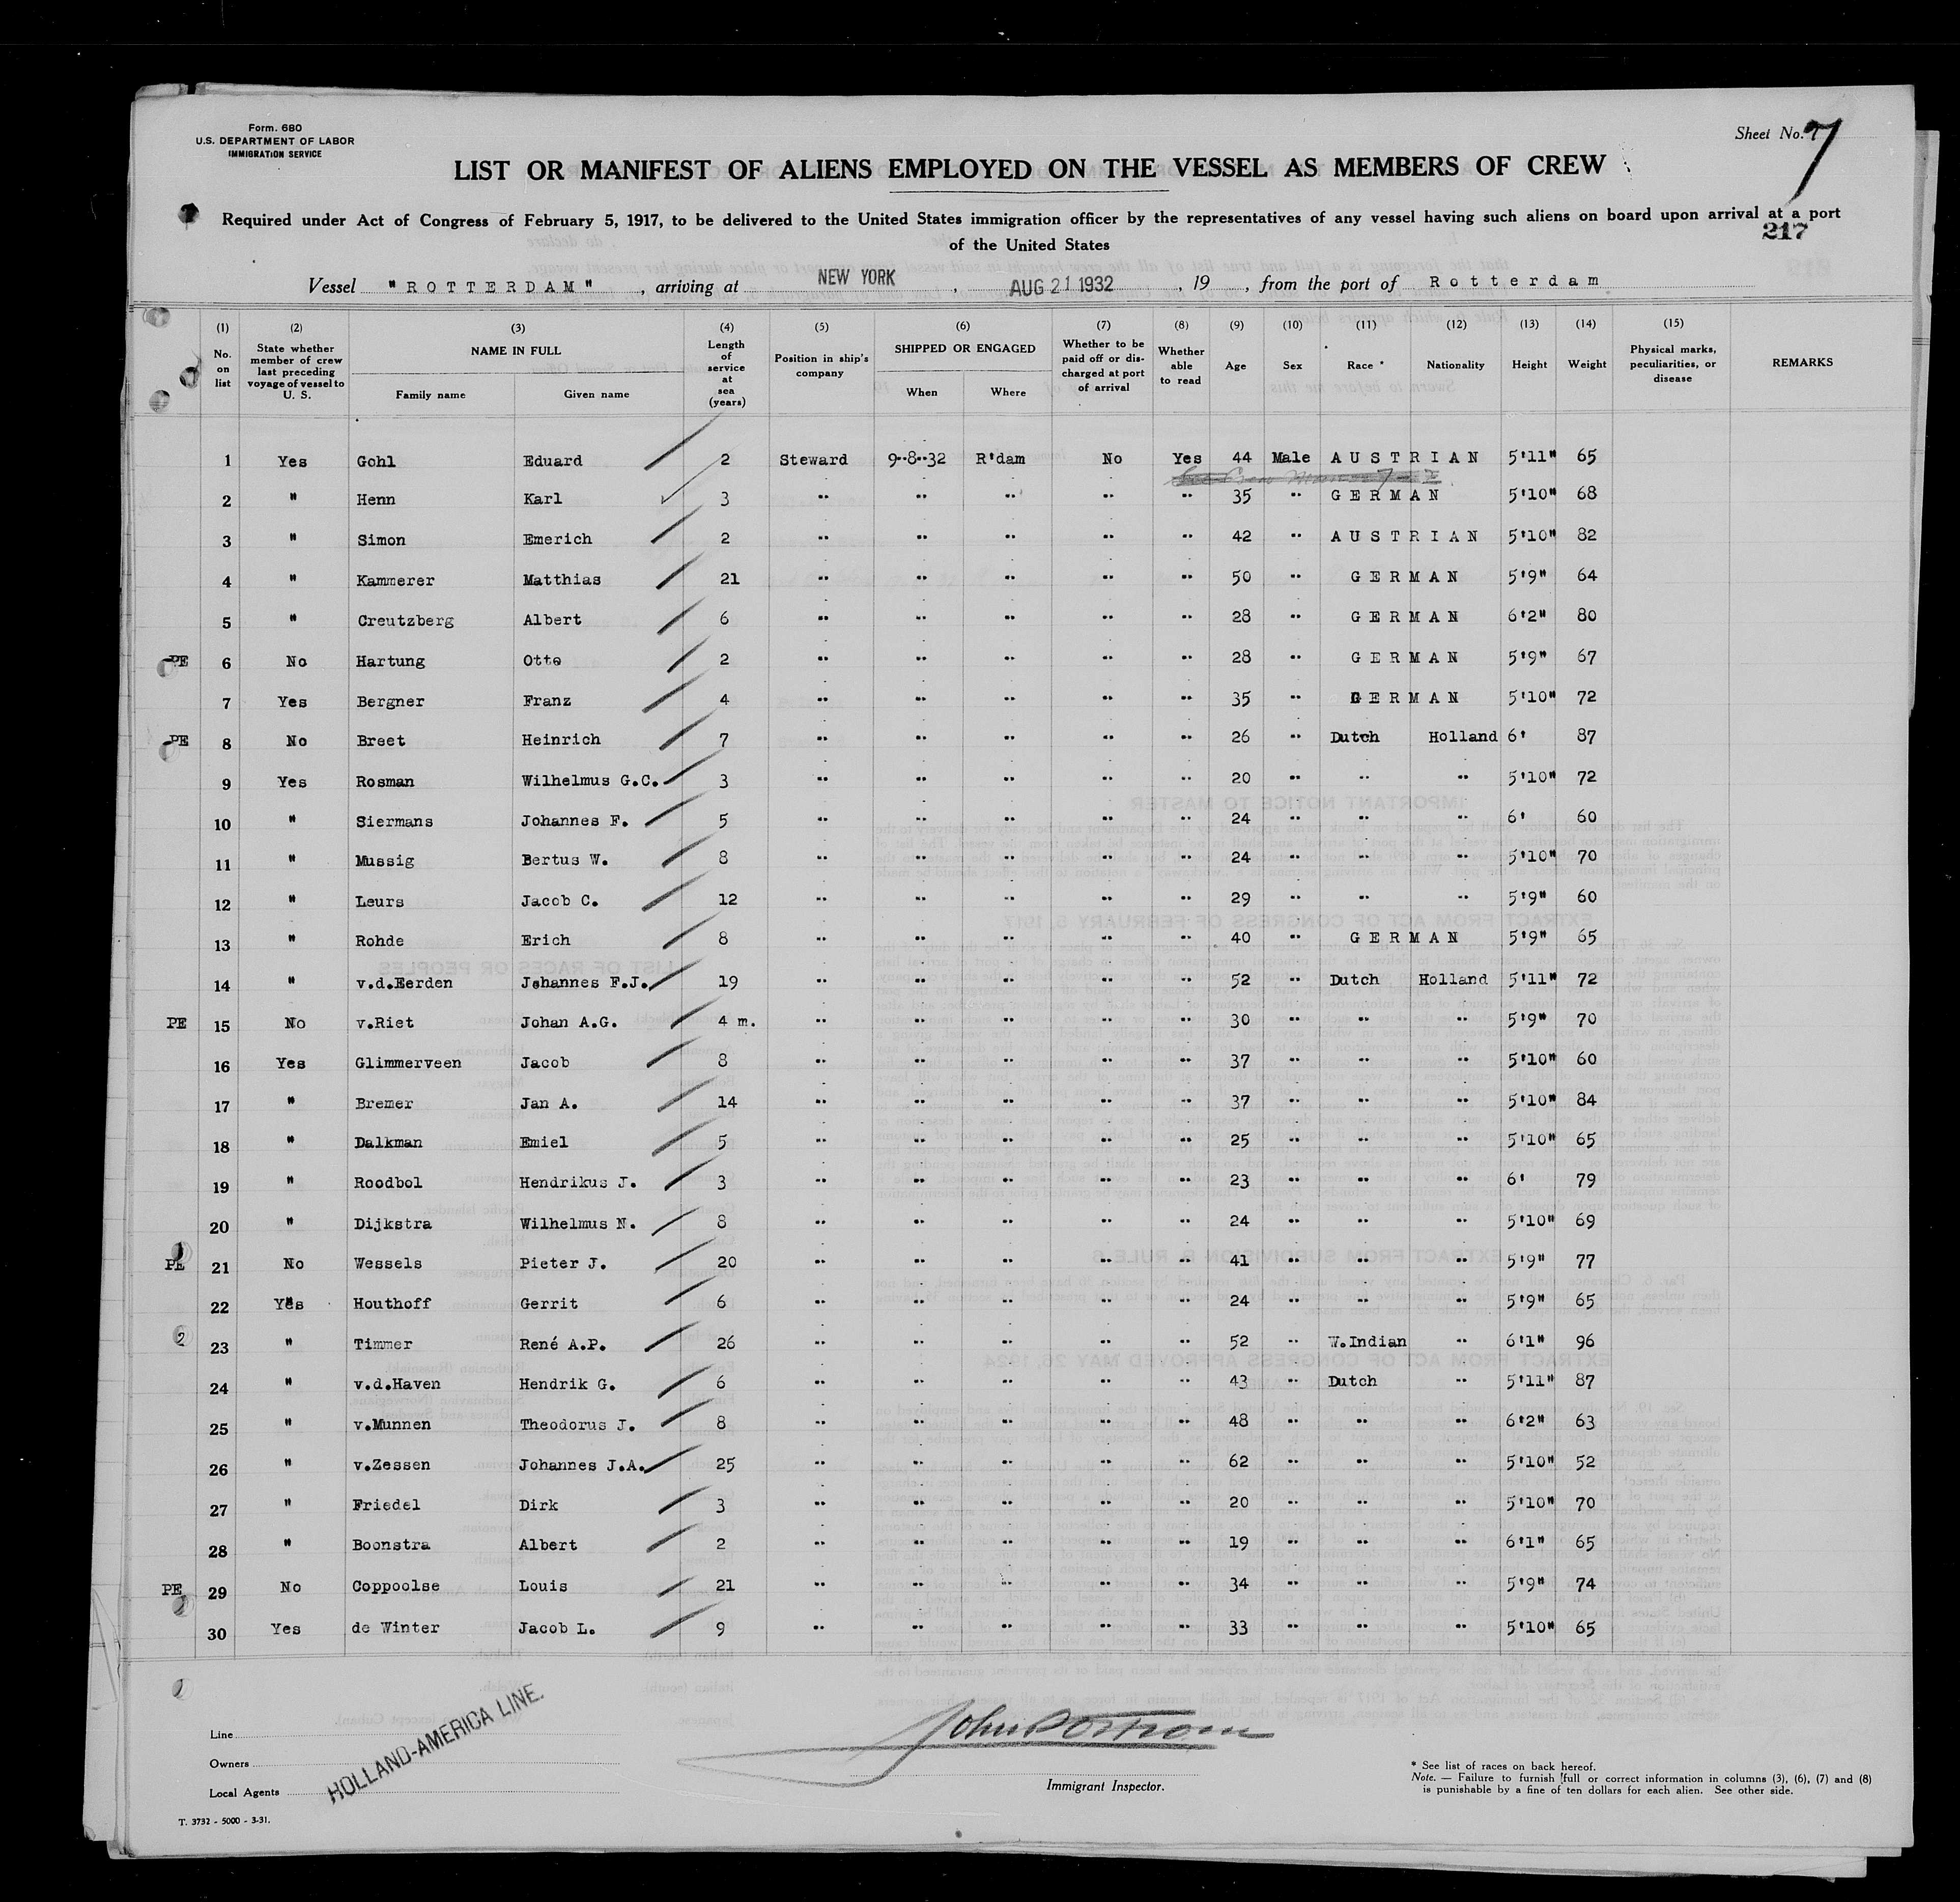 Form. 680
U.S. DEPARTMENT OF LABOR
IMMIGRATION SERVICE
Sheet No. 7
LIST OR MANIFEST OF ALIENS EMPLOYED ON THE VESSEL AS MEMBERS OF CREW
Required under Act of Congress of February 5, 1917, to be delivered to the United States immigration officer by the representatives of any vessel having such aliens on board upon arrival at a port
of the United States
217
Vessel "ROTTERDAM", arriving at NEW YORK, AUG 21 1932, 19 , from the port of Rotterdam
(1) (2) (3) (4) (5) (6) (7) (8) (9) (10) (11) (12) (13) (14) (15)
No. on list State whether member of crew last preceding voyage of vessel to U. S. NAME IN FULL Family name Given name Length of service at sea (years) Position in ship's company SHIPPED OR ENGAGED When Where Whether to be paid off or discharged at port of arrival Whether able to read Age Sex Race * Nationality Height Weight Physical marks, peculiarities, or disease REMARKS
1 Yes Gohl Eduard 2 Steward 9-8-32 R'dam No Yes 44 Male AUSTRIAN 5'11" 65
2 " Henn Karl 3 " " " " " 35 " GERMAN 5'10" 68
3 " Simon Emerich 2 " " " " " 42 " AUSTRIAN 5'10" 82
4 " Kammerer Matthias 21 " " " " " 50 " GERMAN 5'9" 64
5 " Creutzberg Albert 6 " " " " " 28 " GERMAN 6'2" 80
PE 6 No Hartung Otto 2 " " " " " 28 " GERMAN 5'9" 67
7 Yes Bergner Franz 4 " " " " " 35 " GERMAN 5'10" 72
PE 8 No Breet Heinrich 7 " " " " " 26 " Dutch Holland 6' 87
9 Yes Rosman Wilhelmus G.C. 3 " " " " " 20 " " " 5'10" 72
10 " Siermans Johannes F. 5 " " " " " 24 " " " 6' 60
11 " Mussig Bertus W. 8 " " " " " 24 " " " 5'10" 70
12 " Leurs Jacob C. 12 " " " " " 29 " " " 5'9" 60
13 " Rohde Erich 8 " " " " " 40 " GERMAN 5'9" 65
14 " v.d.Eerden Johannes F.J. 19 " " " " " 52 " Dutch Holland 5'11" 72
PE 15 No v.Riet Johan A.G. 4 m. " " " " " 30 " " " 5'9" 70
16 Yes Glimmerveen Jacob 8 " " " " " 37 " " " 5'10" 60
17 " Bremer Jan A. 14 " " " " " 37 " " " 5'10" 84
18 " Dalkman Emiel 5 " " " " " 25 " " " 5'10" 65
19 " Roodbol Hendrikus J. 3 " " " " " 23 " " " 6' 79
20 " Dijkstra Wilhelmus N. 8 " " " " " 24 " " " 5'10" 69
PE 21 No Wessels Pieter J. 20 " " " " " 41 " " " 5'9" 77
22 Yes Houthoff Gerrit 6 " " " " " 24 " " " 5'9" 65
23 " Timmer René A.P. 26 " " " " " 52 " W.Indian " 6'1" 96
24 " v.d.Haven Hendrik G. 6 " " " " " 43 " Dutch " 5'11" 87
25 " v.Munnen Theodorus J. 8 " " " " " 48 " " " 6'2" 63
26 " v.Zessen Johannes J.A. 25 " " " " " 62 " " " 5'10" 52
27 " Friedel Dirk 3 " " " " " 20 " " " 5'10" 70
28 " Boonstra Albert 2 " " " " " 19 " " " 6'1" 65
PE 29 No Coppoolse Louis 21 " " " " " 34 " " " 5'9" 74
30 Yes de Winter Jacob L. 9 " " " " " 33 " " " 5'10" 65
Line
Owners
Local Agents
HOLLAND-AMERICA LINE.
John
Immigrant Inspector.
* See list of races on back hereof.
Note. — Failure to furnish full or correct information in columns (3), (6), (7) and (8)
is punishable by a fine of ten dollars for each alien. See other side.
T. 3732 - 5000 - 3-31.